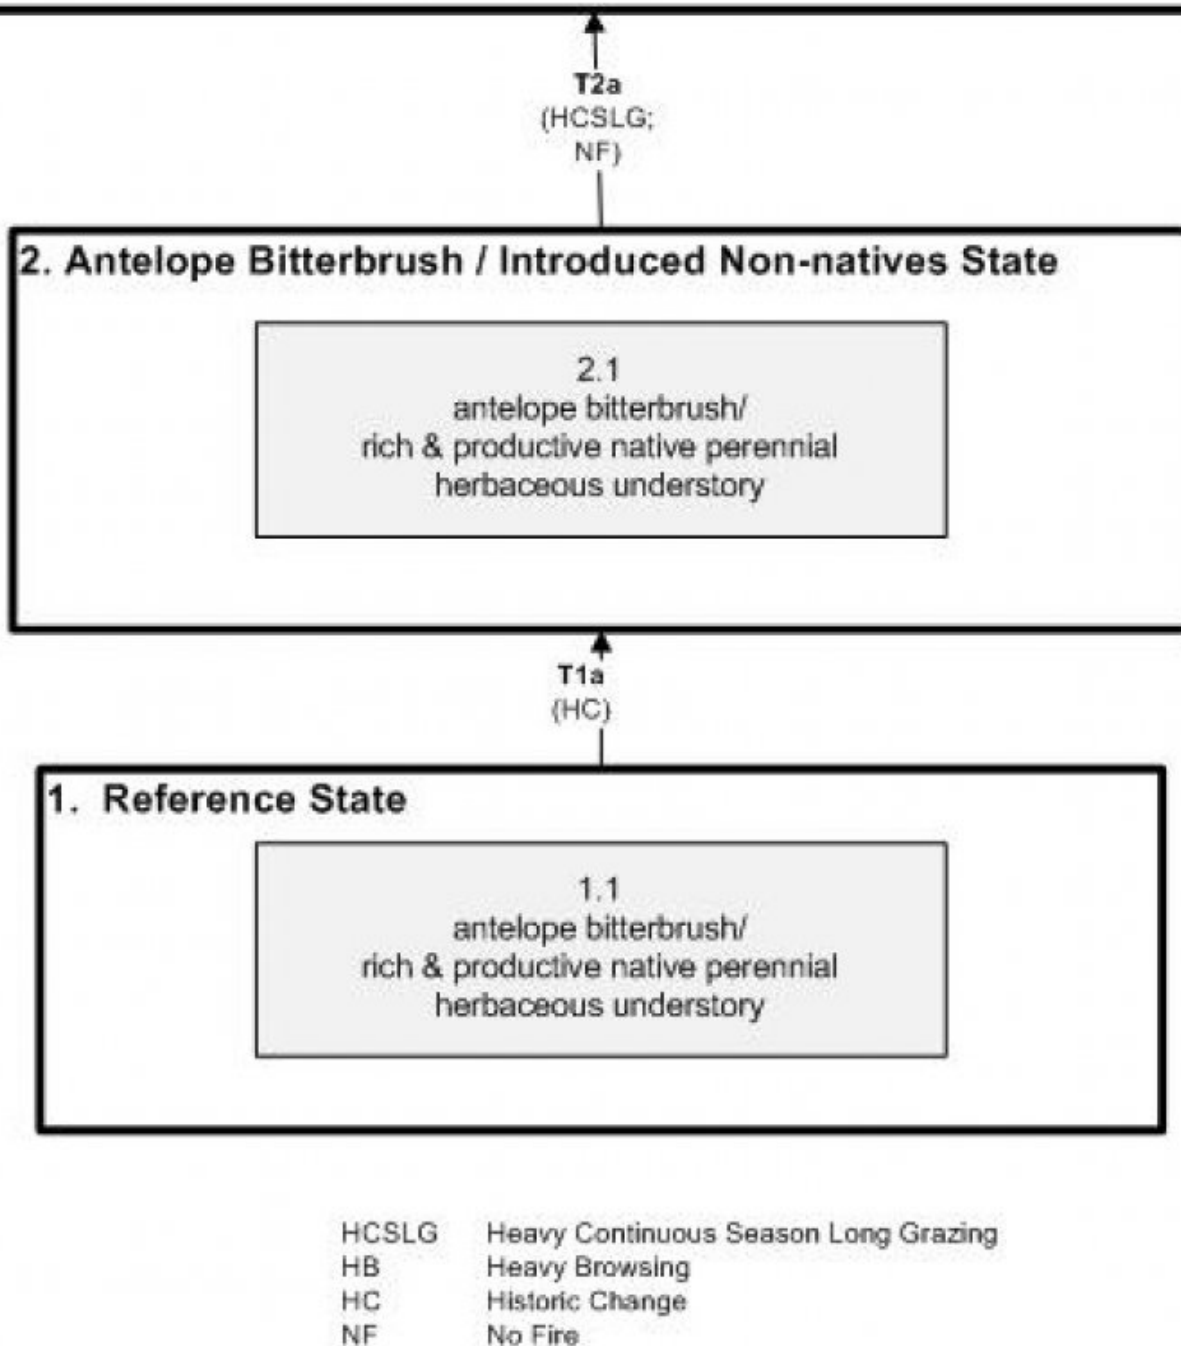 T2a
(HCSLG;
NF)
2. Antelope Bitterbrush / Introduced Non-natives State
2.1
antelope bitterbrush/
rich & productive native perennial
herbaceous understory
T1a
(HC)
1. Reference State
1.1
antelope bitterbrush/
rich & productive native perennial
herbaceous understory
HCSLG Heavy Continuous Season Long Grazing
HB Heavy Browsing
HC Historic Change
NF No Fire